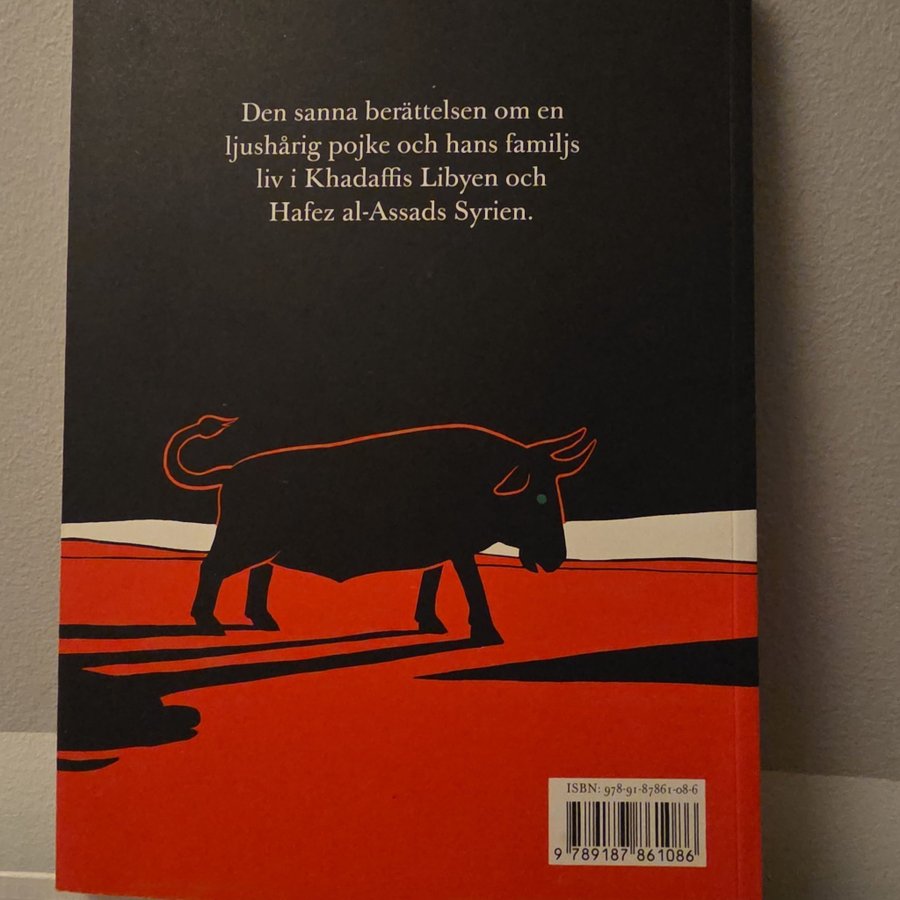 Den sanna berättelsen om en
ljushårig pojke och hans familjs
liv i Khadaffis Libyen och
Hafez al-Assads Syrien.
ISBN: 978-91-87861-08-6
9 789187 861086